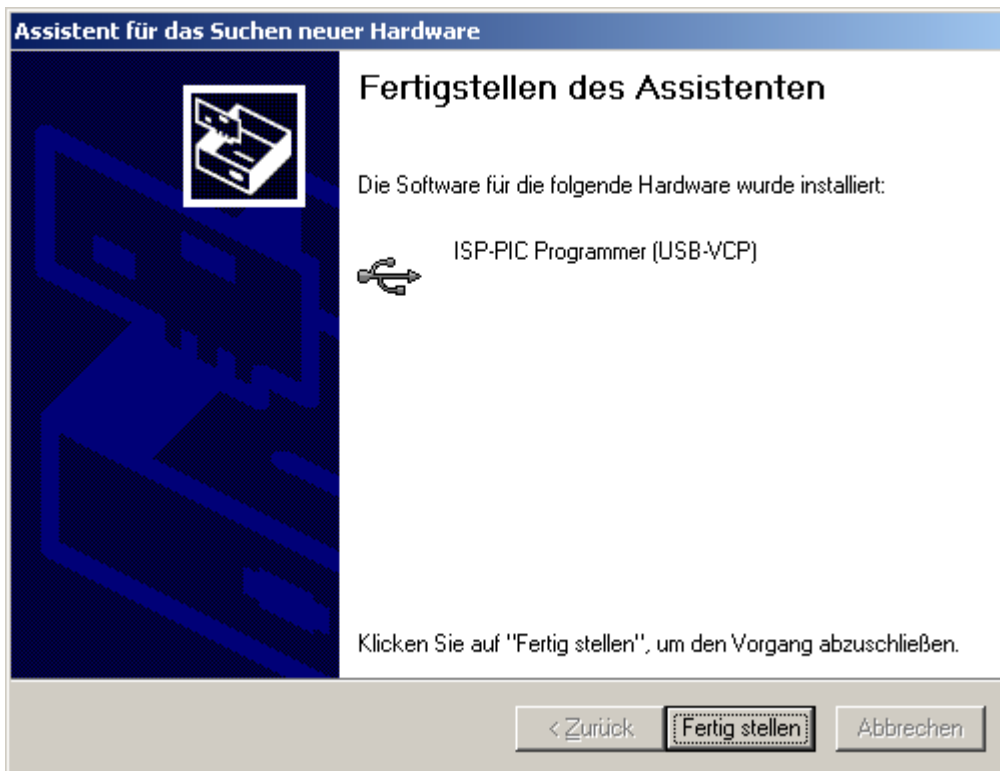 Assistent für das Suchen neuer Hardware
Fertigstellen des Assistenten
Die Software für die folgende Hardware wurde installiert:
ISP-PIC Programmer (USB-VCP)
Klicken Sie auf "Fertig stellen", um den Vorgang abzuschließen.
< Zurück Fertig stellen Abbrechen